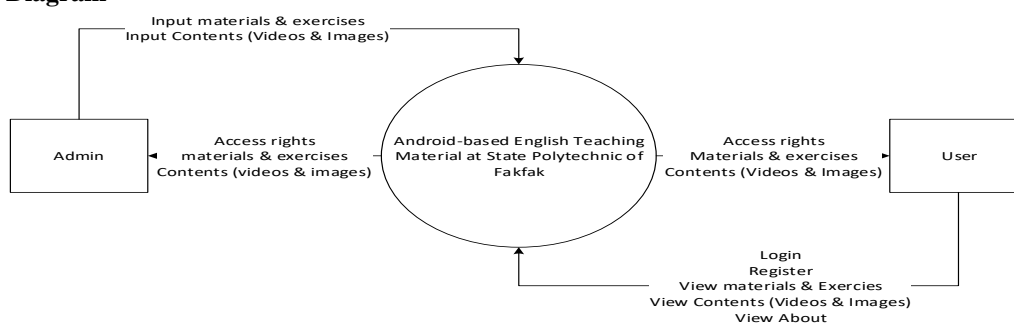 Diagram
Input materials & exercises
Input Contents (Videos & Images)
Admin
Access rights
materials & exercises
Contents (videos & images)
Android-based English Teaching
Material at State Polytechnic of
Fakfak
Access rights
Materials & exercises
Contents (Videos & Images)
User
Login
Register
View materials & Exercies
View Contents (Videos & Images)
View About